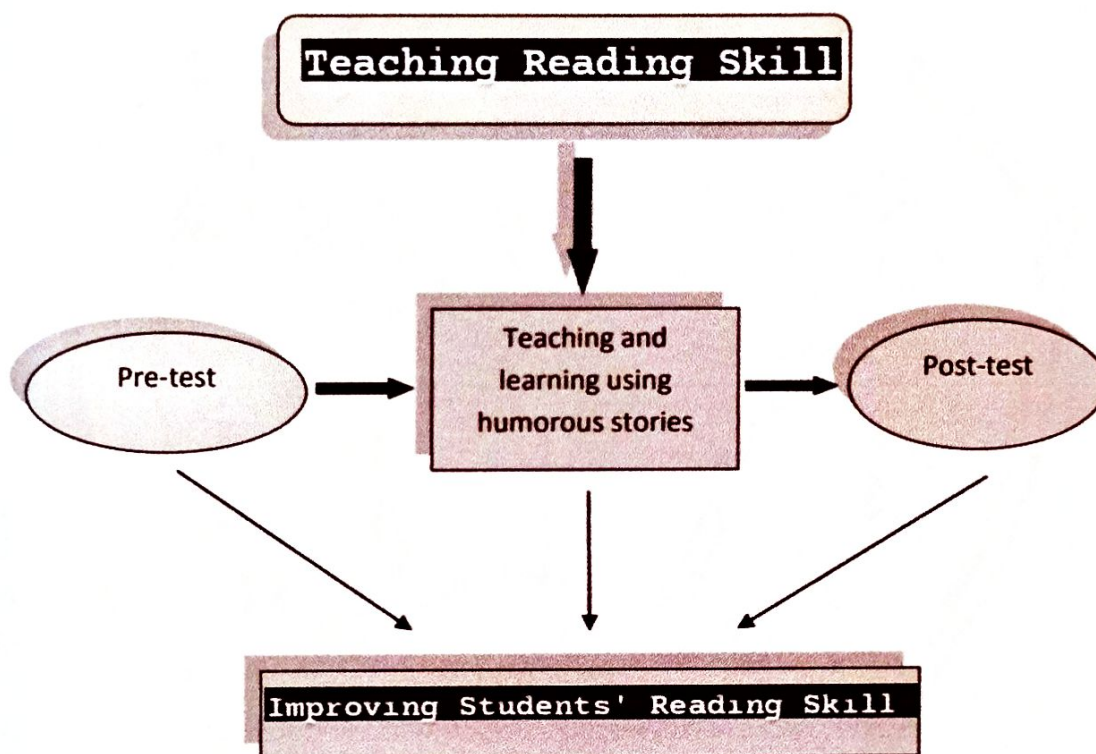 Teaching Reading Skill
Pre-test
Teaching and
learning using
humorous stories
Post-test
Improving Students' Reading Skill